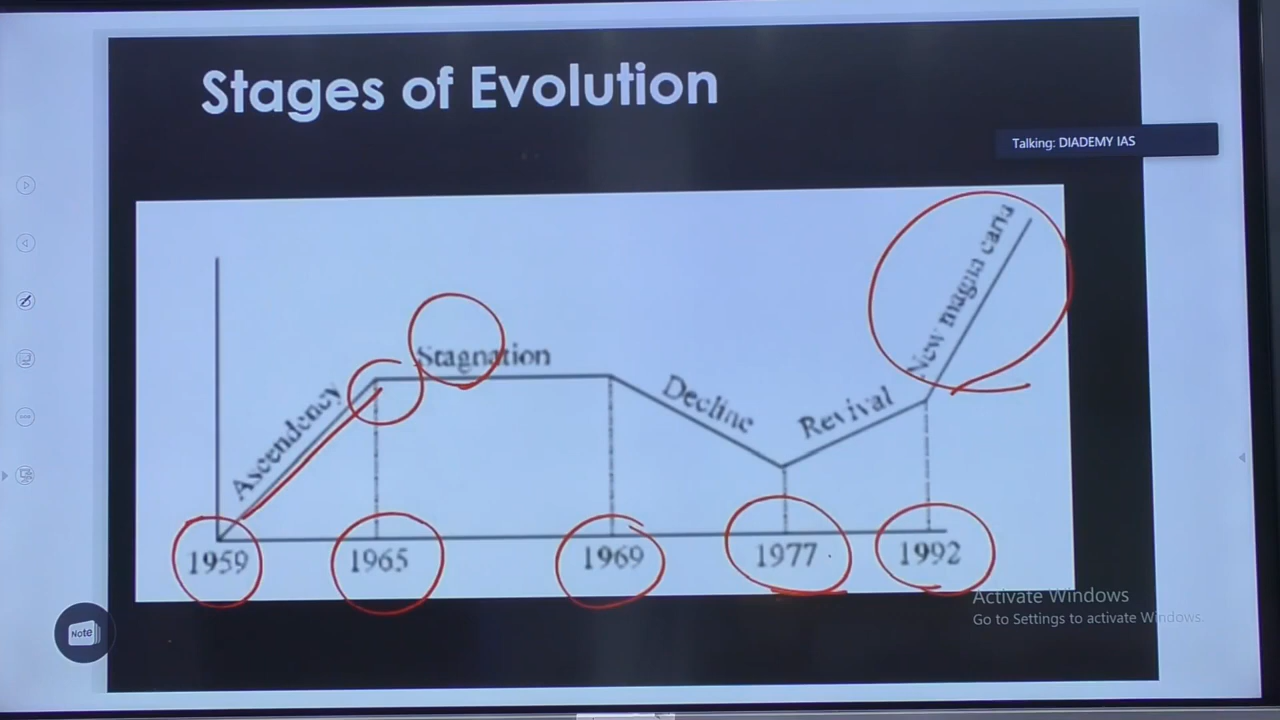 Stages of Evolution
Talking: DIADEMY IAS
New magna carta
Stagnation
Ascendency
Decline
Revival
1959
1965
1969
1977
1992
Activate Windows
Go to Settings to activate Windows.
Note